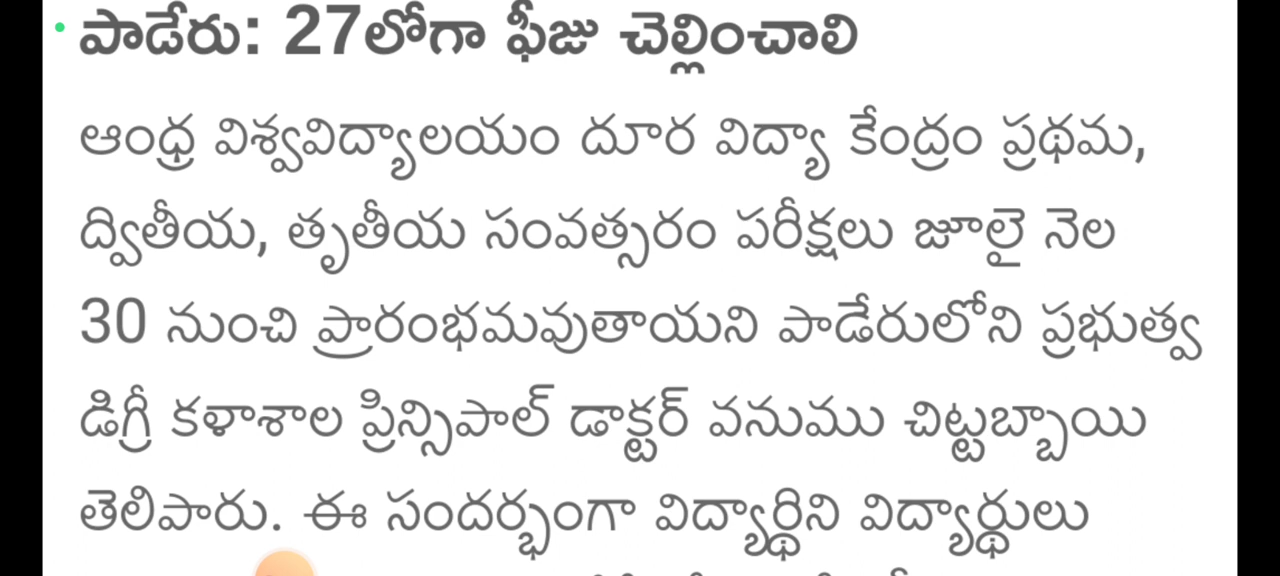 పాడేరు: 27లోగా ఫీజు చెల్లించాలి
ఆంధ్ర విశ్వవిద్యాలయం దూర విద్యా కేంద్రం ప్రథమ,
ద్వితీయ, తృతీయ సంవత్సరం పరీక్షలు జూలై నెల
30 నుంచి ప్రారంభమవుతాయని పాడేరులోని ప్రభుత్వ
డిగ్రీ కళాశాల ప్రిన్సిపాల్ డాక్టర్ వనుము చిట్టబ్బాయి
తెలిపారు. ఈ సందర్భంగా విద్యార్థిని విద్యార్థులు